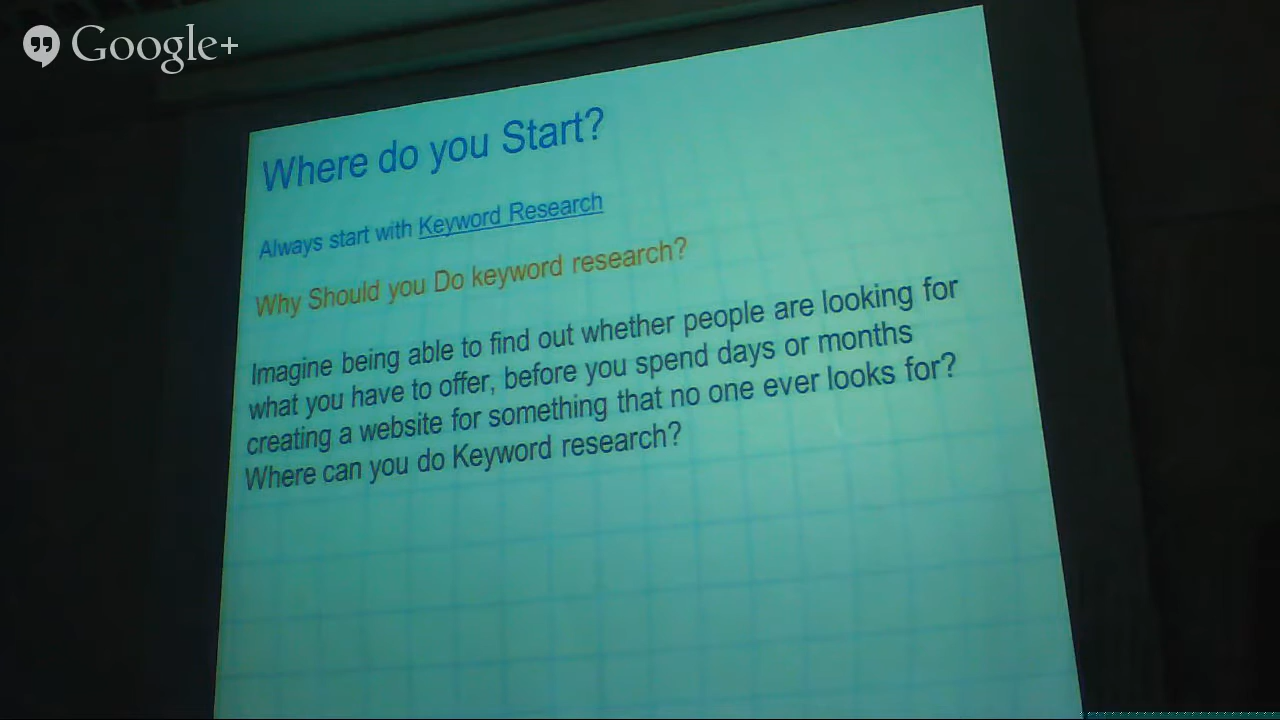 Google+
Where do you Start?
Always start with Keyword Research
Why Should you Do keyword research?
Imagine being able to find out whether people are looking for
what you have to offer, before you spend days or months
creating a website for something that no one ever looks for?
Where can you do Keyword research?